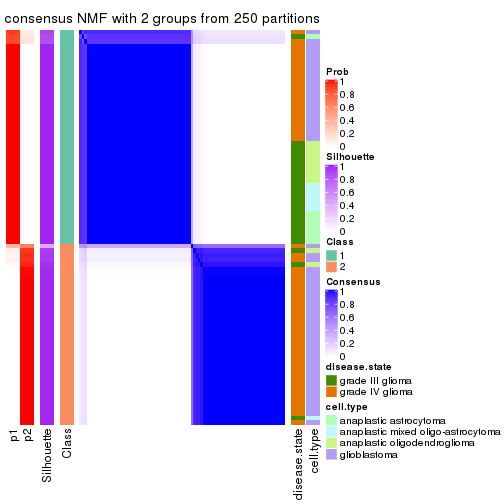 consensus NMF with 2 groups from 250 partitions
Prob
1
0.8
0.6
0.4
0.2
0
Silhouette
1
0.8
0.6
0.4
0.2
0
Class
1
2
Consensus
1
0.8
0.6
0.4
0.2
0
disease.state
grade III glioma
grade IV glioma
cell.type
anaplastic astrocytoma
anaplastic mixed oligo-astrocytoma
anaplastic oligodendroglioma
glioblastoma
p1
p2
Silhouette
Class
disease.state
cell.type